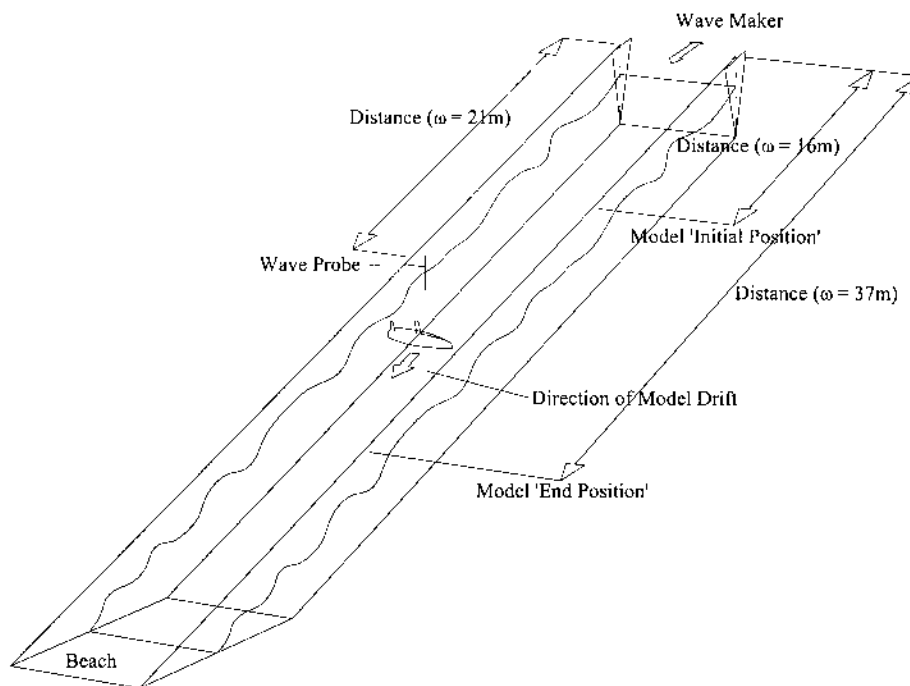 Wave Maker
Distance (ω = 21m)
Distance (ω = 16m)
Model 'Initial Position'
Wave Probe
Distance (ω = 37m)
Direction of Model Drift
Model 'End Position'
Beach